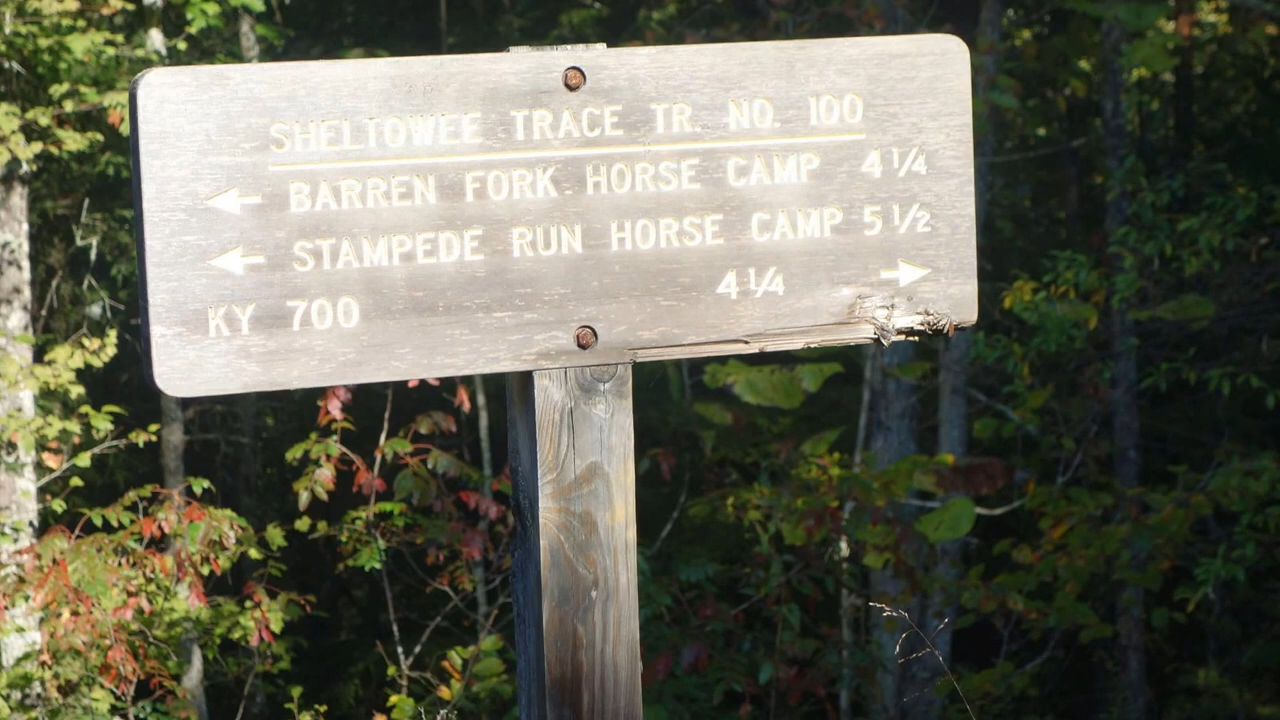 SHELTOWEE TRACE TR. NO. 100
← BARREN FORK HORSE CAMP 4 1/4
← STAMPEDE RUN HORSE CAMP 5 1/2
KY 700 4 1/4 →